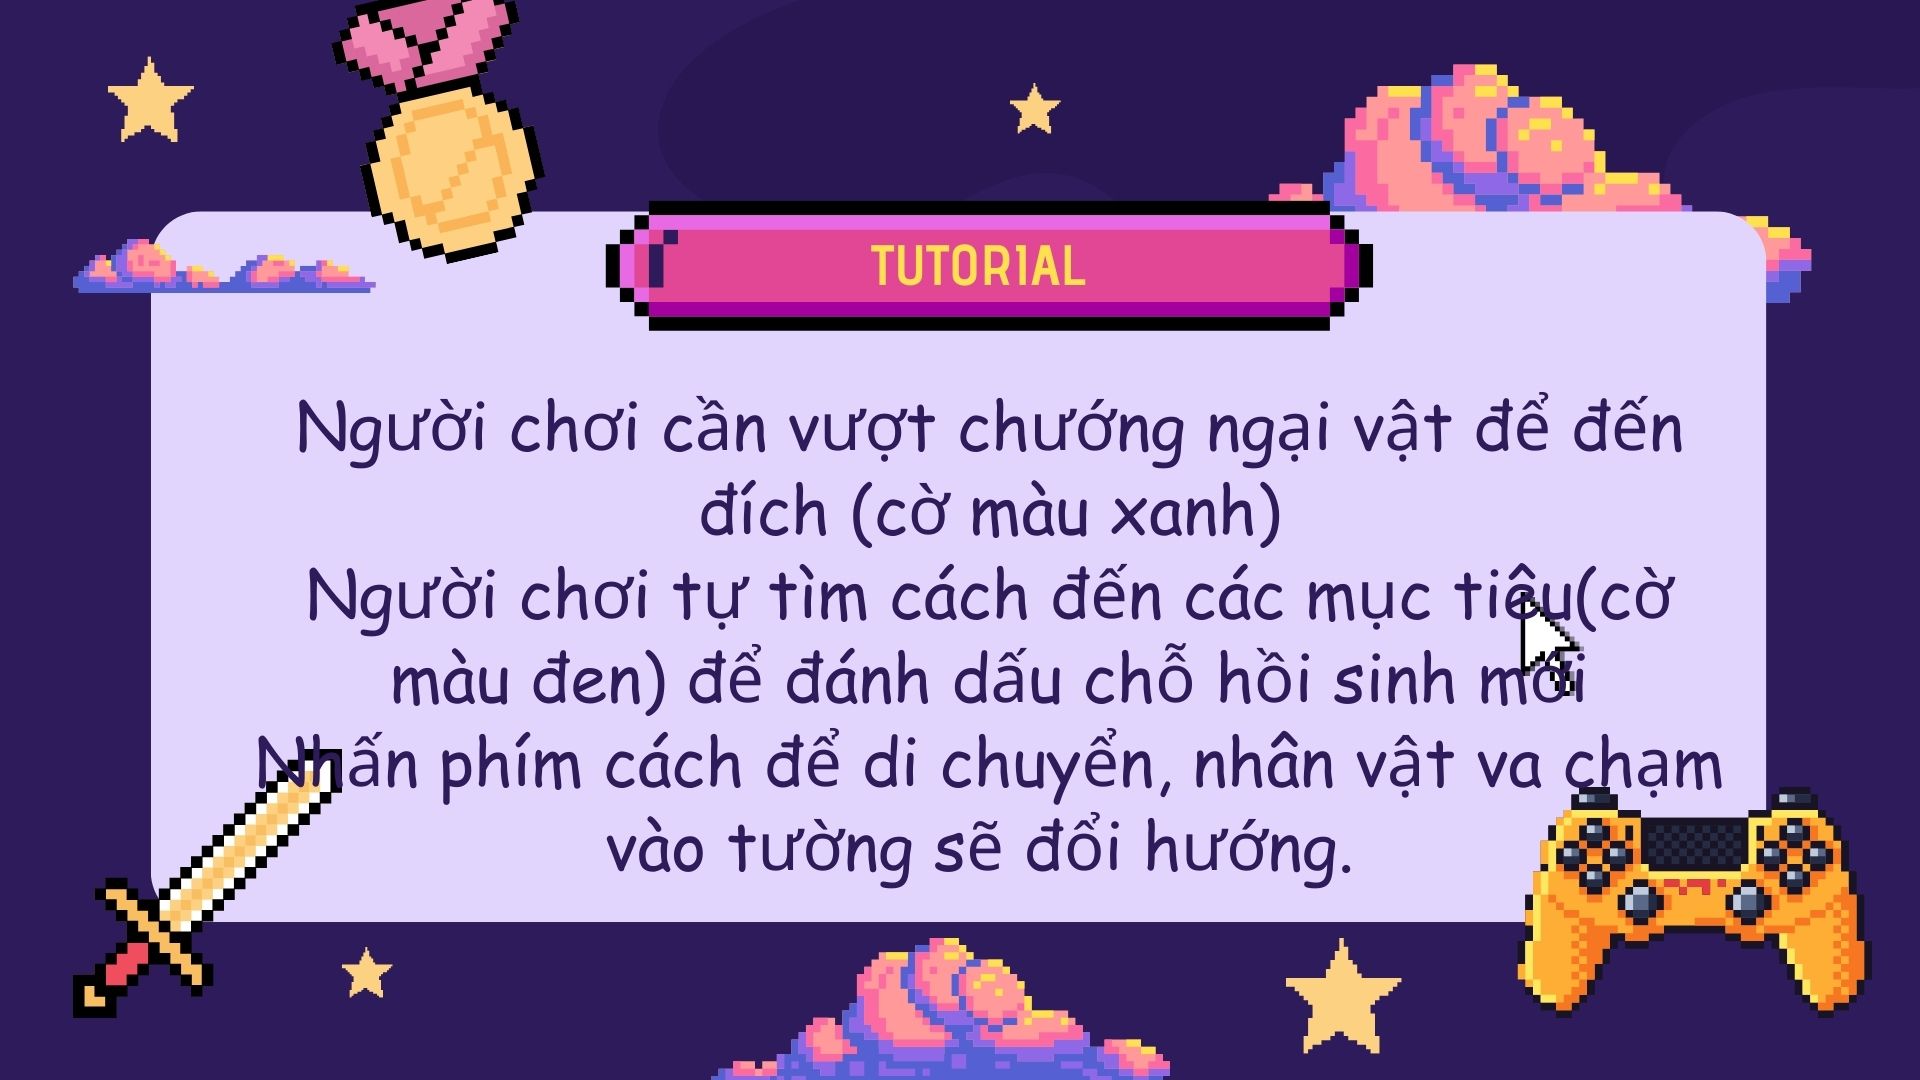 TUTORIAL
Người chơi cần vượt chướng ngại vật để đến
đích (cờ màu xanh)
Người chơi tự tìm cách đến các mục tiêu(cờ
màu đen) để đánh dấu chỗ hồi sinh mới
Nhấn phím cách để di chuyển, nhân vật va chạm
vào tường sẽ đổi hướng.